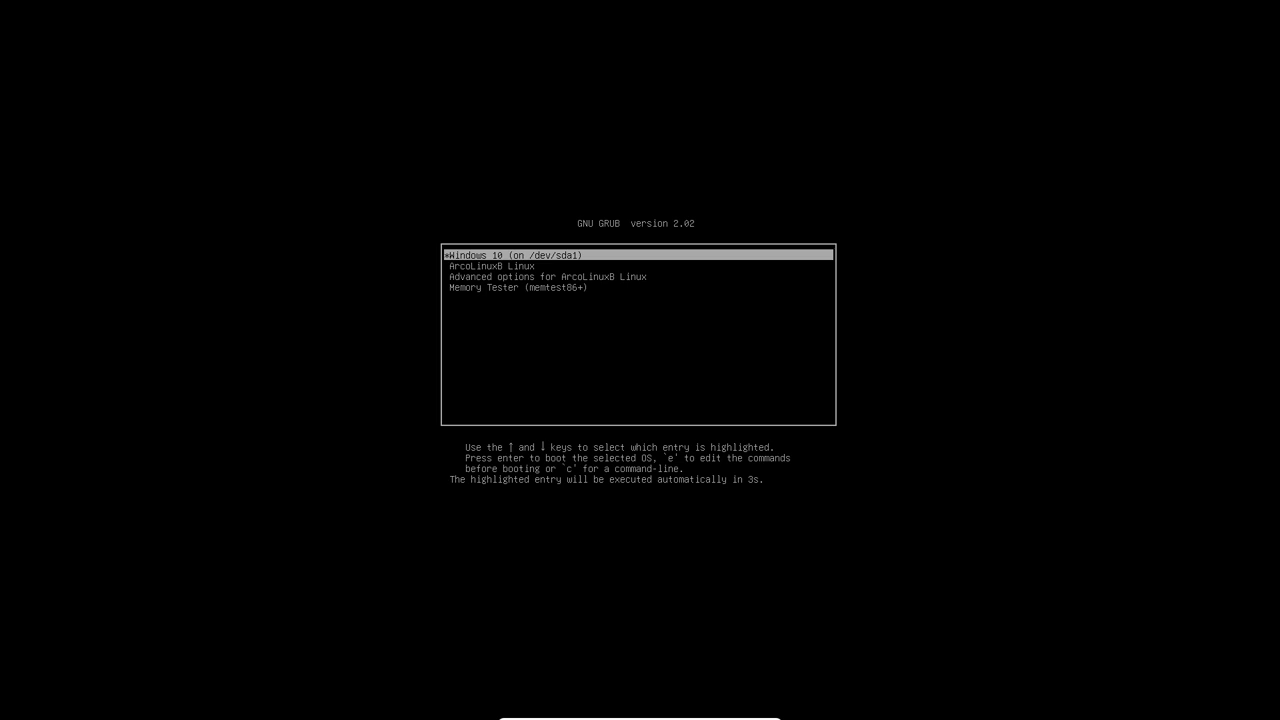 GNU GRUB  version 2.02
*Windows 10 (on /dev/sda1)
ArcoLinuxB Linux
Advanced options for ArcoLinuxB Linux
Memory Tester (memtest86+)
Use the ↑ and ↓ keys to select which entry is highlighted.
Press enter to boot the selected OS, `e' to edit the commands
before booting or `c' for a command-line.
The highlighted entry will be executed automatically in 3s.